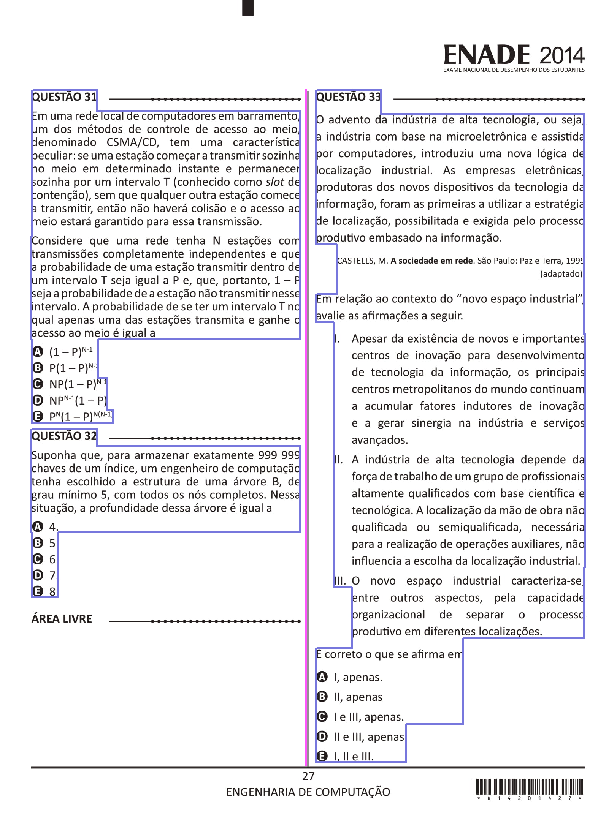 ENADE 2014
EXAME NACIONAL DE DESEMPENHO DOS ESTUDANTES
QUESTÃO 31
Em uma rede local de computadores em barramento,
um dos métodos de controle de acesso ao meio,
denominado CSMA/CD, tem uma característica
peculiar: se uma estação começar a transmitir sozinha
no meio em determinado instante e permanecer
sozinha por um intervalo T (conhecido como slot de
contenção), sem que qualquer outra estação comece
a transmitir, então não haverá colisão e o acesso ao
meio estará garantido para essa transmissão.
Considere que uma rede tenha N estações com
transmissões completamente independentes e que
a probabilidade de uma estação transmitir dentro de
um intervalo T seja igual a P e, que, portanto, 1 – P
seja a probabilidade de a estação não transmitir nesse
intervalo. A probabilidade de se ter um intervalo T no
qual apenas uma das estações transmita e ganhe o
acesso ao meio é igual a
A (1 – P)ᴺ⁻¹
B P(1 – P)ᴺ⁻¹
C NP(1 – P)ᴺ⁻¹
D NPᴺ⁻¹(1 – P)
E Pᴺ(1 – P)ᴺ⁽ᴺ⁻¹⁾
QUESTÃO 32
Suponha que, para armazenar exatamente 999 999
chaves de um índice, um engenheiro de computação
tenha escolhido a estrutura de uma árvore B, de
grau mínimo 5, com todos os nós completos. Nessa
situação, a profundidade dessa árvore é igual a
A 4.
B 5
C 6
D 7
E 8
ÁREA LIVRE
QUESTÃO 33
O advento da indústria de alta tecnologia, ou seja,
a indústria com base na microeletrônica e assistida
por computadores, introduziu uma nova lógica de
localização industrial. As empresas eletrônicas,
produtoras dos novos dispositivos da tecnologia da
informação, foram as primeiras a utilizar a estratégia
de localização, possibilitada e exigida pelo processo
produtivo embasado na informação.
CASTELLS, M. A sociedade em rede. São Paulo: Paz e Terra, 1999
(adaptado)
Em relação ao contexto do “novo espaço industrial”,
avalie as afirmações a seguir.
I. Apesar da existência de novos e importantes
centros de inovação para desenvolvimento
de tecnologia da informação, os principais
centros metropolitanos do mundo continuam
a acumular fatores indutores de inovação
e a gerar sinergia na indústria e serviços
avançados.
II. A indústria de alta tecnologia depende da
força de trabalho de um grupo de profissionais
altamente qualificados com base científica e
tecnológica. A localização da mão de obra não
qualificada ou semiqualificada, necessária
para a realização de operações auxiliares, não
influencia a escolha da localização industrial.
III. O novo espaço industrial caracteriza-se,
entre outros aspectos, pela capacidade
organizacional de separar o processo
produtivo em diferentes localizações.
É correto o que se afirma em
A I, apenas.
B II, apenas
C I e III, apenas.
D II e III, apenas
E I, II e III.
27
ENGENHARIA DE COMPUTAÇÃO